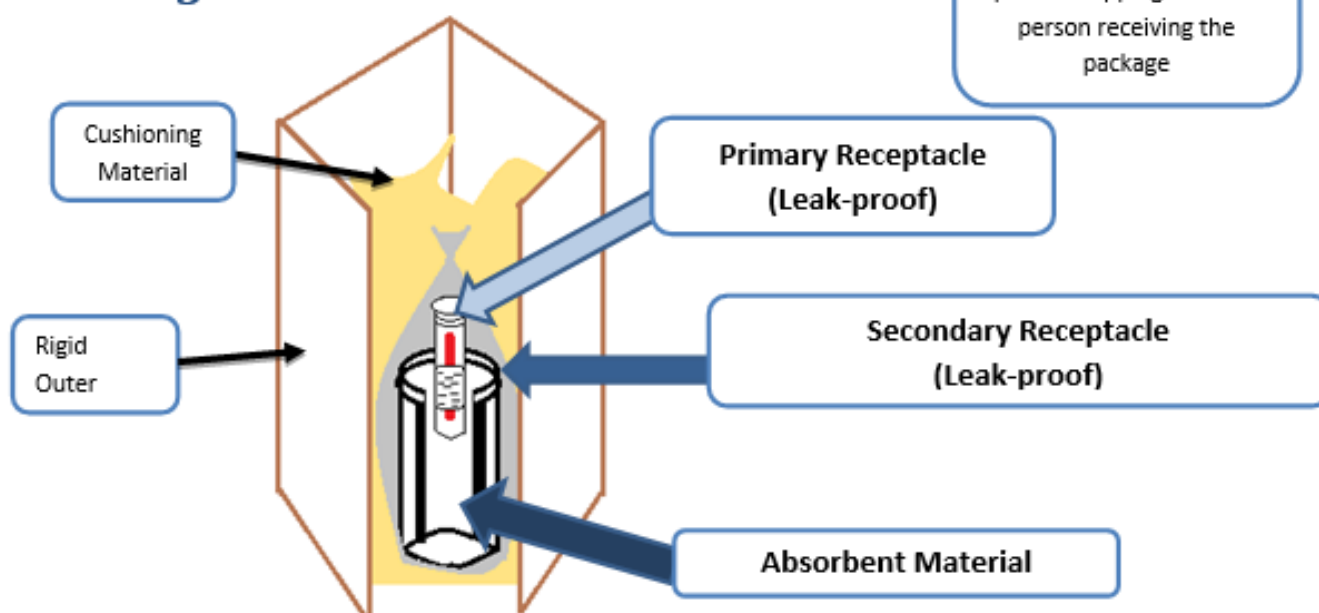 person receiving the
package
Cushioning
Material
Primary Receptacle
(Leak-proof)
Rigid
Outer
Secondary Receptacle
(Leak-proof)
Absorbent Material